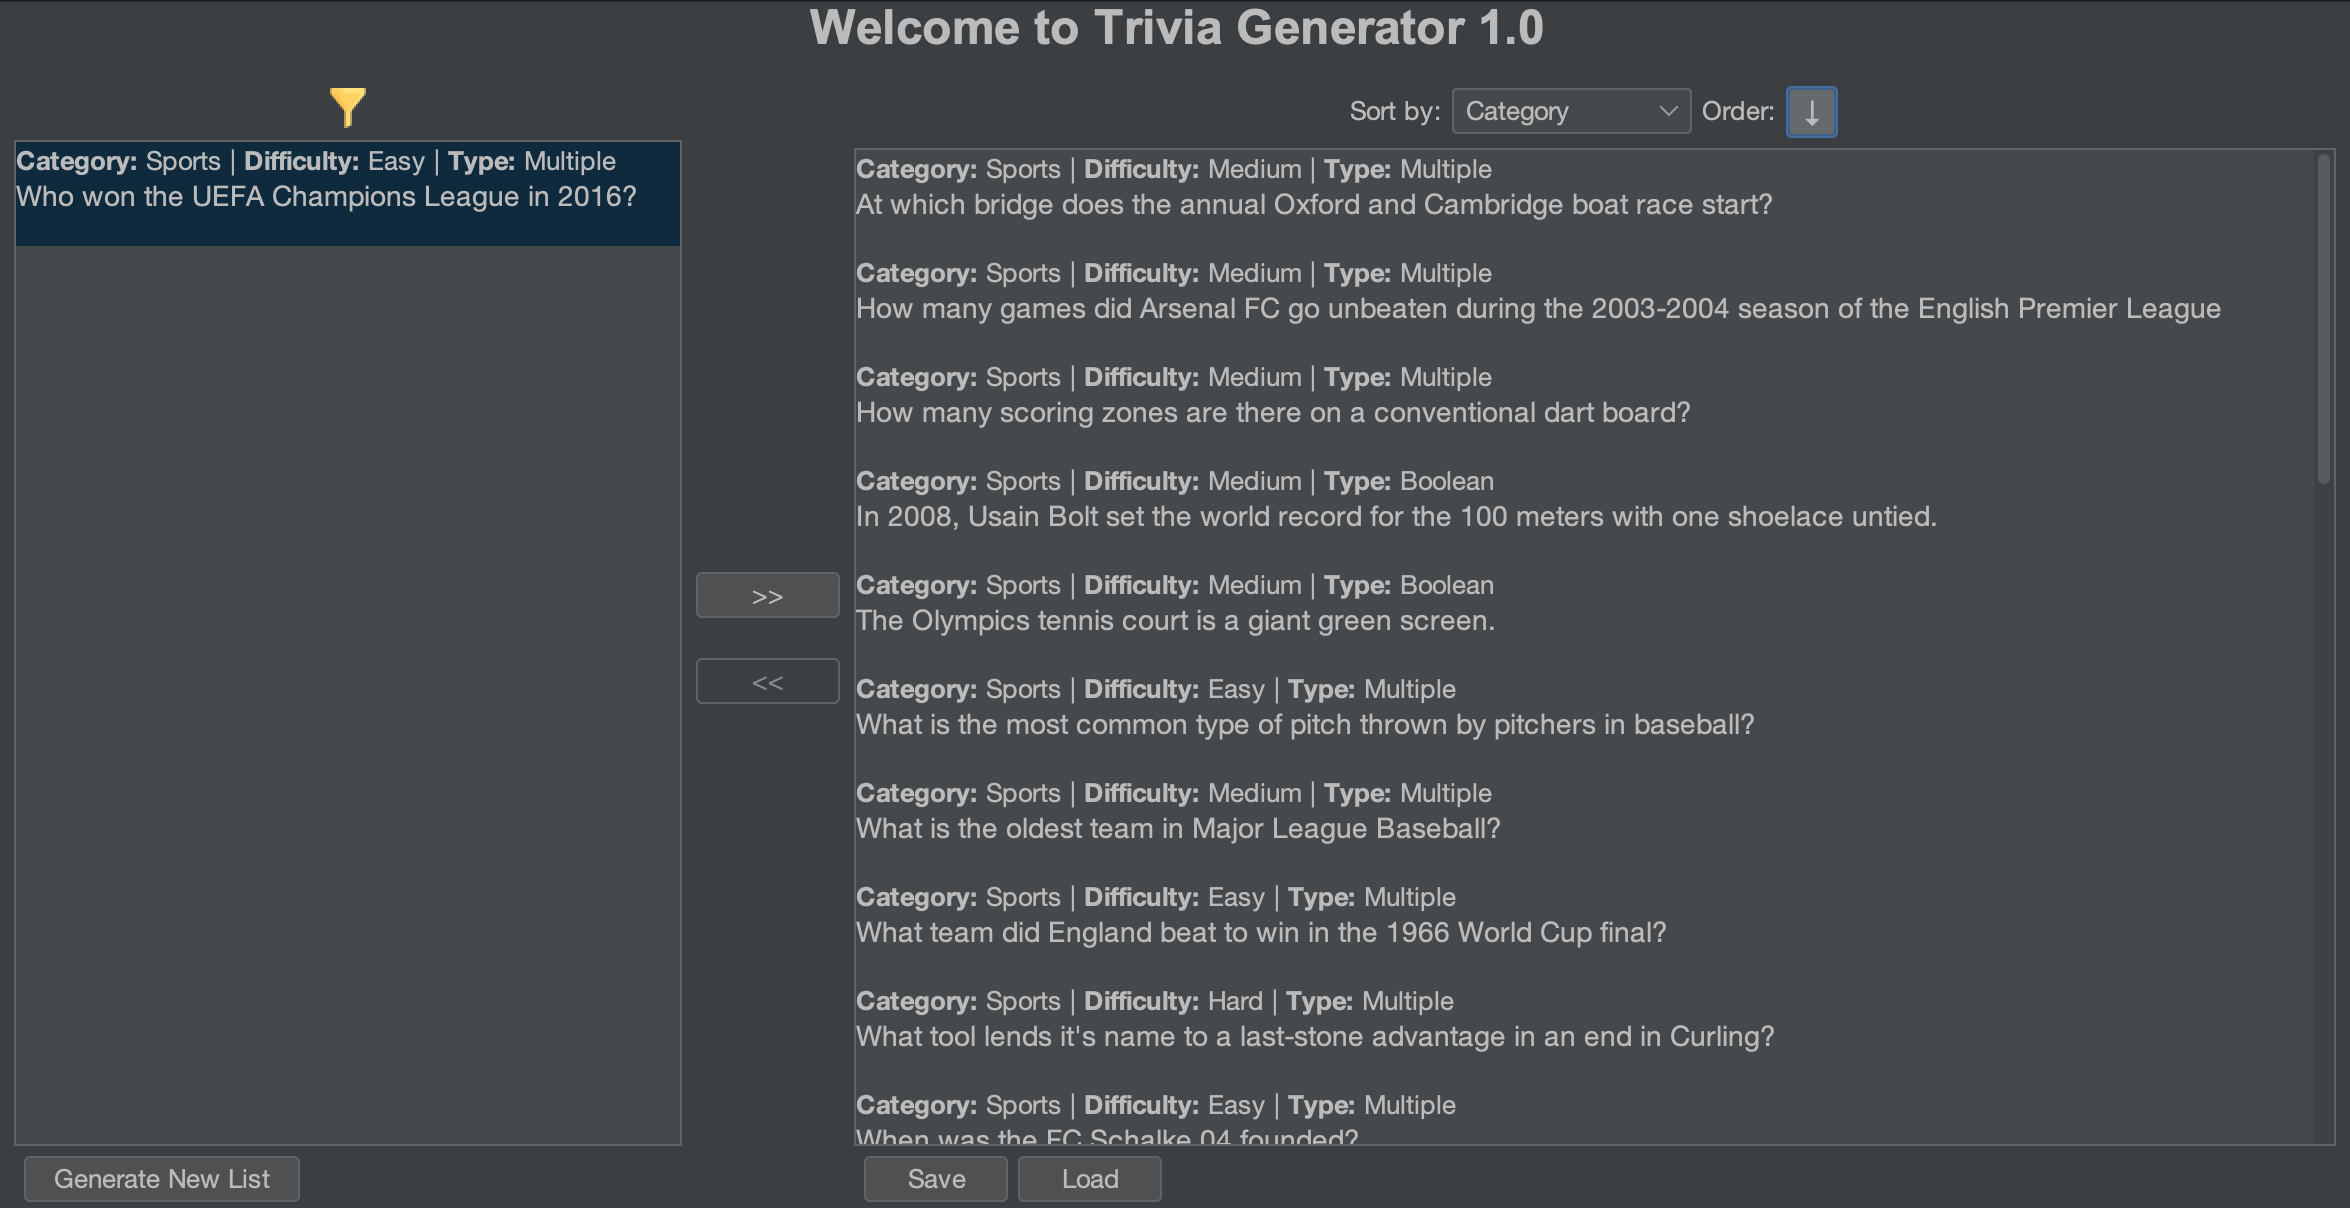 Welcome to Trivia Generator 1.0
Sort by: Category Order: ↓
Category: Sports | Difficulty: Easy | Type: Multiple
Who won the UEFA Champions League in 2016?
>>
<<
Category: Sports | Difficulty: Medium | Type: Multiple
At which bridge does the annual Oxford and Cambridge boat race start?
Category: Sports | Difficulty: Medium | Type: Multiple
How many games did Arsenal FC go unbeaten during the 2003-2004 season of the English Premier League
Category: Sports | Difficulty: Medium | Type: Multiple
How many scoring zones are there on a conventional dart board?
Category: Sports | Difficulty: Medium | Type: Boolean
In 2008, Usain Bolt set the world record for the 100 meters with one shoelace untied.
Category: Sports | Difficulty: Medium | Type: Boolean
The Olympics tennis court is a giant green screen.
Category: Sports | Difficulty: Easy | Type: Multiple
What is the most common type of pitch thrown by pitchers in baseball?
Category: Sports | Difficulty: Medium | Type: Multiple
What is the oldest team in Major League Baseball?
Category: Sports | Difficulty: Easy | Type: Multiple
What team did England beat to win in the 1966 World Cup final?
Category: Sports | Difficulty: Hard | Type: Multiple
What tool lends it's name to a last-stone advantage in an end in Curling?
Category: Sports | Difficulty: Easy | Type: Multiple
When was the FC Schalke 04 founded?
Generate New List
Save Load